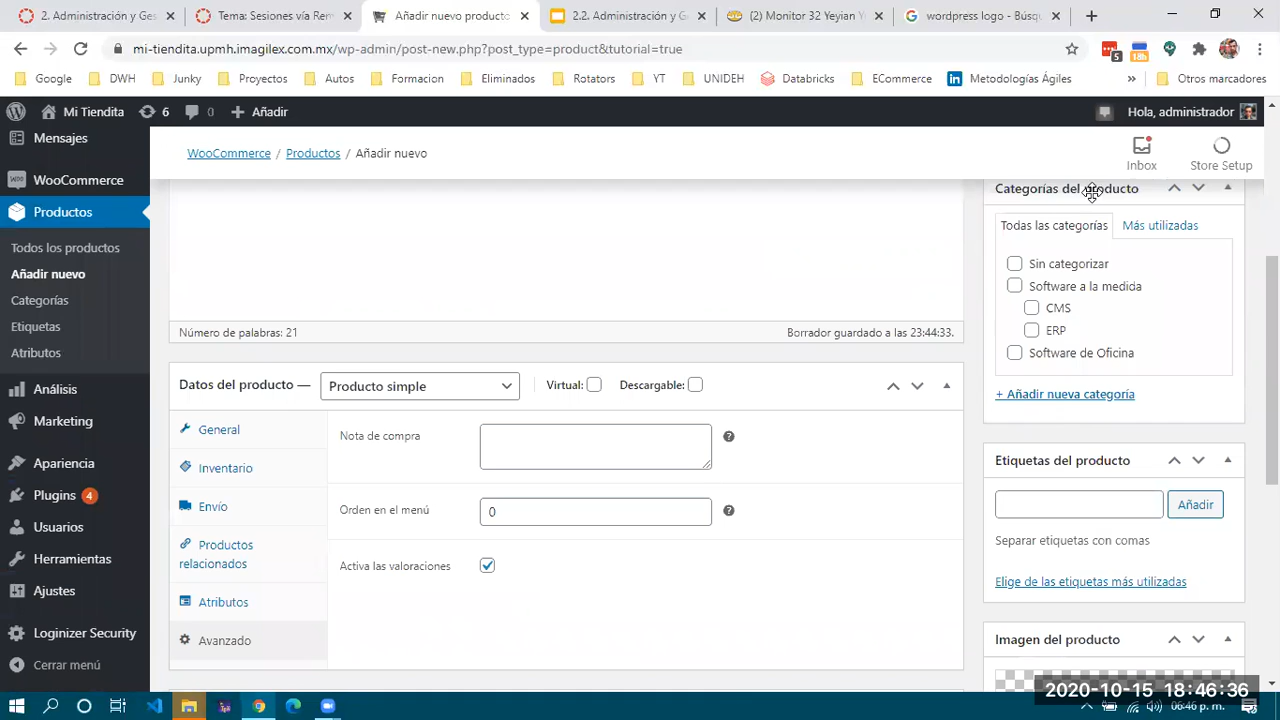 2. Administración y Ges
Tema: Sesiones vía Rem
Añadir nuevo producto
2.2. Administración y G
(2) Monitor 32 Yeyian Y
wordpress logo - Búsq
mi-tiendita.upmh.imagilex.com.mx/wp-admin/post-new.php?post_type=product&tutorial=true
5
18h
Google
DWH
Junky
Proyectos
Autos
Formacion
Eliminados
Rotators
YT
UNIDEH
Databricks
ECommerce
Metodologías Ágiles
»
Otros marcadores
Mi Tiendita
6
0
Añadir
Hola, administrador
Mensajes
WooCommerce
Productos
Todos los productos
Añadir nuevo
Categorías
Etiquetas
Atributos
Análisis
Marketing
Apariencia
Plugins 4
Usuarios
Herramientas
Ajustes
Loginizer Security
Cerrar menú
WooCommerce / Productos / Añadir nuevo
Inbox
Store Setup
Número de palabras: 21
Borrador guardado a las 23:44:33.
Datos del producto —
Producto simple
Virtual:
Descargable:
General
Inventario
Envío
Productos
relacionados
Atributos
Avanzado
Nota de compra
Orden en el menú
0
Activa las valoraciones
Categorías del producto
Todas las categorías
Más utilizadas
Sin categorizar
Software a la medida
CMS
ERP
Software de Oficina
+ Añadir nueva categoría
Etiquetas del producto
Añadir
Separar etiquetas con comas
Elige de las etiquetas más utilizadas
Imagen del producto
2020-10-15 18:46:36
06:46 p. m.